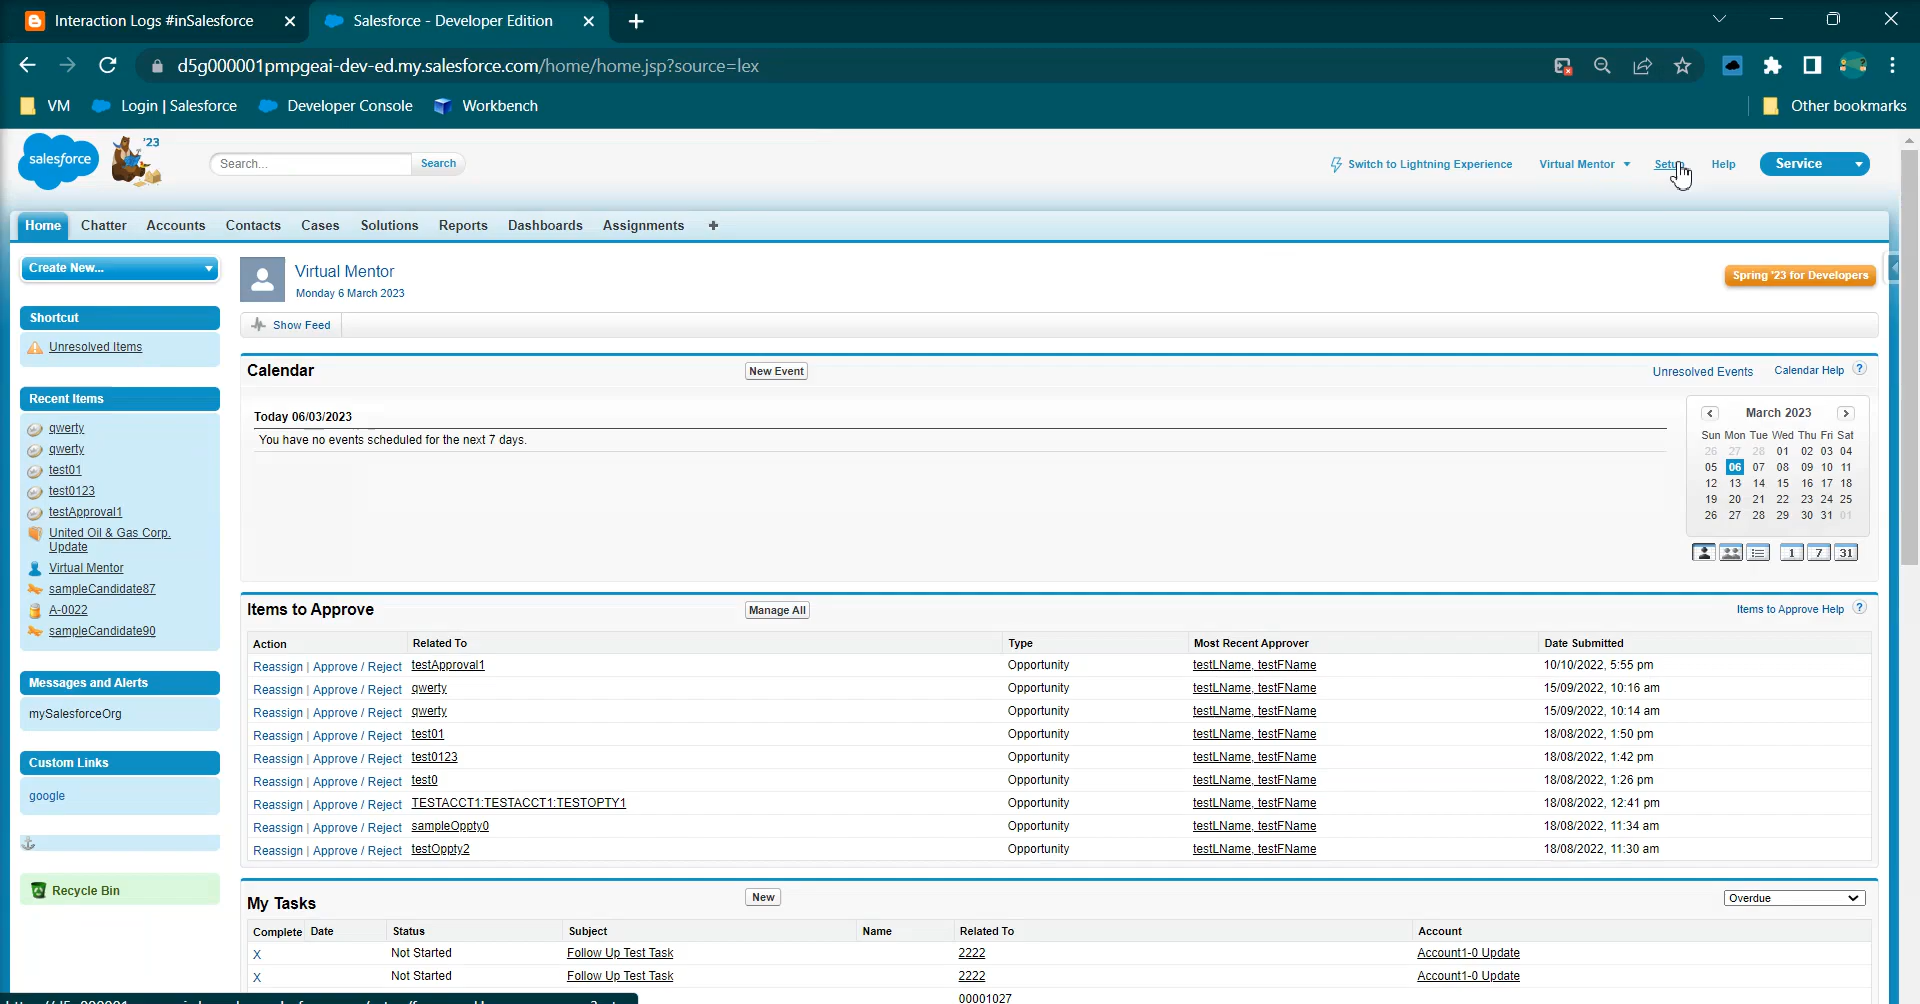 Interaction Logs #inSalesforce
Salesforce - Developer Edition
d5g000001pmpgeai-dev-ed.my.salesforce.com/home/home.jsp?source=lex
VM
Login | Salesforce
Developer Console
Workbench
Other bookmarks
salesforce
'23
Search...
Search
Switch to Lightning Experience
Virtual Mentor
Setup
Help
Service
Home
Chatter
Accounts
Contacts
Cases
Solutions
Reports
Dashboards
Assignments
Create New...
Shortcut
Unresolved Items
Recent Items
qwerty
qwerty
test01
test0123
testApproval1
United Oil & Gas Corp.
Update
Virtual Mentor
sampleCandidate87
A-0022
sampleCandidate90
Messages and Alerts
mySalesforceOrg
Custom Links
google
Recycle Bin
Virtual Mentor
Monday 6 March 2023
Spring '23 for Developers
Show Feed
Calendar
New Event
Unresolved Events
Calendar Help ?
Today 06/03/2023
You have no events scheduled for the next 7 days.
March 2023
Sun Mon Tue Wed Thu Fri Sat
26 27 28 01 02 03 04
05 06 07 08 09 10 11
12 13 14 15 16 17 18
19 20 21 22 23 24 25
26 27 28 29 30 31 01
1 7 31
Items to Approve
Manage All
Items to Approve Help ?
Action Related To Type Most Recent Approver Date Submitted
Reassign | Approve / Reject testApproval1 Opportunity testLName, testFName 10/10/2022, 5:55 pm
Reassign | Approve / Reject qwerty Opportunity testLName, testFName 15/09/2022, 10:16 am
Reassign | Approve / Reject qwerty Opportunity testLName, testFName 15/09/2022, 10:14 am
Reassign | Approve / Reject test01 Opportunity testLName, testFName 18/08/2022, 1:50 pm
Reassign | Approve / Reject test0123 Opportunity testLName, testFName 18/08/2022, 1:42 pm
Reassign | Approve / Reject test0 Opportunity testLName, testFName 18/08/2022, 1:26 pm
Reassign | Approve / Reject TESTACCT1:TESTACCT1:TESTOPTY1 Opportunity testLName, testFName 18/08/2022, 12:41 pm
Reassign | Approve / Reject sampleOppty0 Opportunity testLName, testFName 18/08/2022, 11:34 am
Reassign | Approve / Reject testOppty2 Opportunity testLName, testFName 18/08/2022, 11:30 am
My Tasks
New
Overdue
Complete Date Status Subject Name Related To Account
X Not Started Follow Up Test Task 2222 Account1-0 Update
X Not Started Follow Up Test Task 2222 Account1-0 Update
00001027